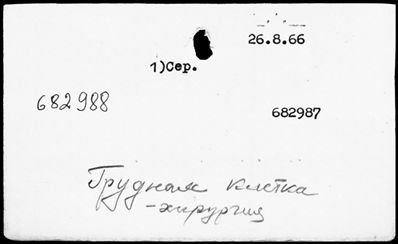 26.8.66
1)Сер.
682988
682987
Грудная клетка
-хирургия